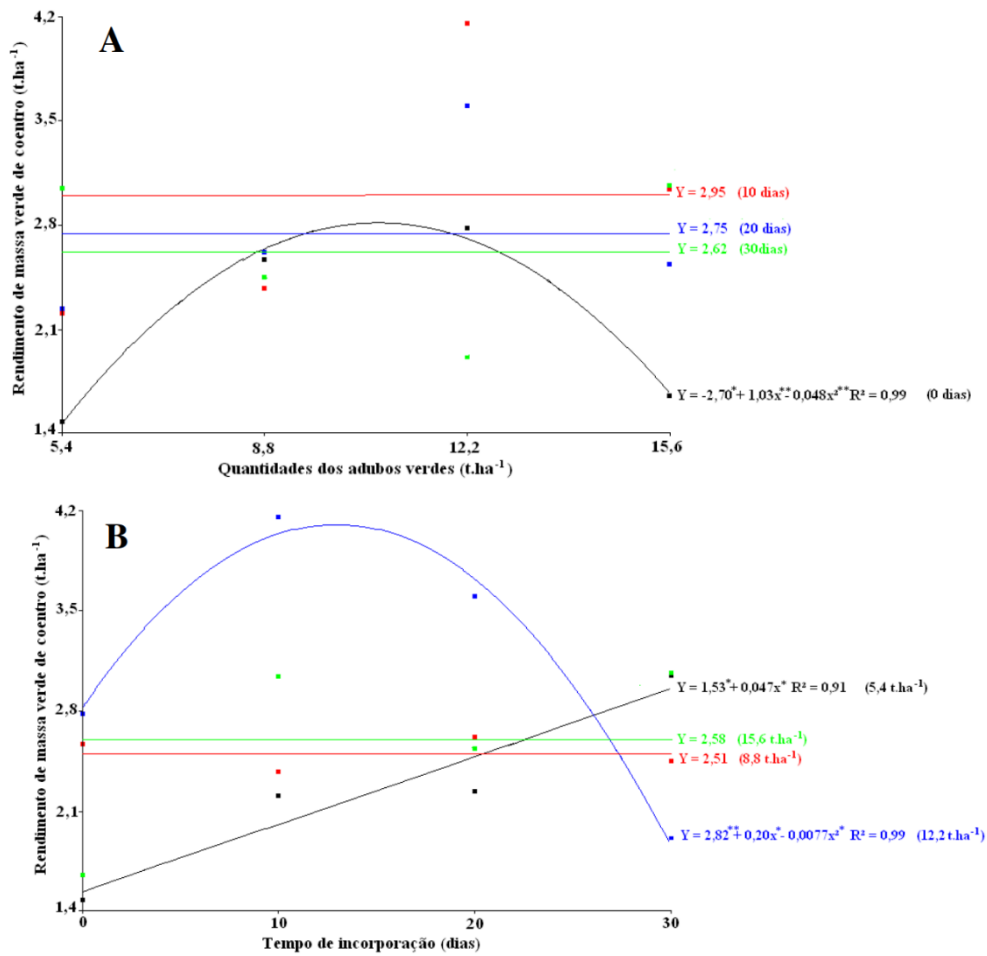 A
Rendimento de massa verde de coentro (t.ha⁻¹)
4,2
3,5
2,8
2,1
1,4
Y = 2,95 (10 dias)
Y = 2,75 (20 dias)
Y = 2,62 (30dias)
Y = -2,70* + 1,03x** - 0,048x²** R² = 0,99 (0 dias)
5,4 8,8 12,2 15,6
Quantidades dos adubos verdes (t.ha⁻¹)
B
Rendimento de massa verde de coentro (t.ha⁻¹)
4,2
3,5
2,8
2,1
1,4
Y = 1,53* + 0,047x* R² = 0,91 (5,4 t.ha⁻¹)
Y = 2,58 (15,6 t.ha⁻¹)
Y = 2,51 (8,8 t.ha⁻¹)
Y = 2,82** + 0,20x* - 0,0077x²* R² = 0,99 (12,2 t.ha⁻¹)
0 10 20 30
Tempo de incorporação (dias)